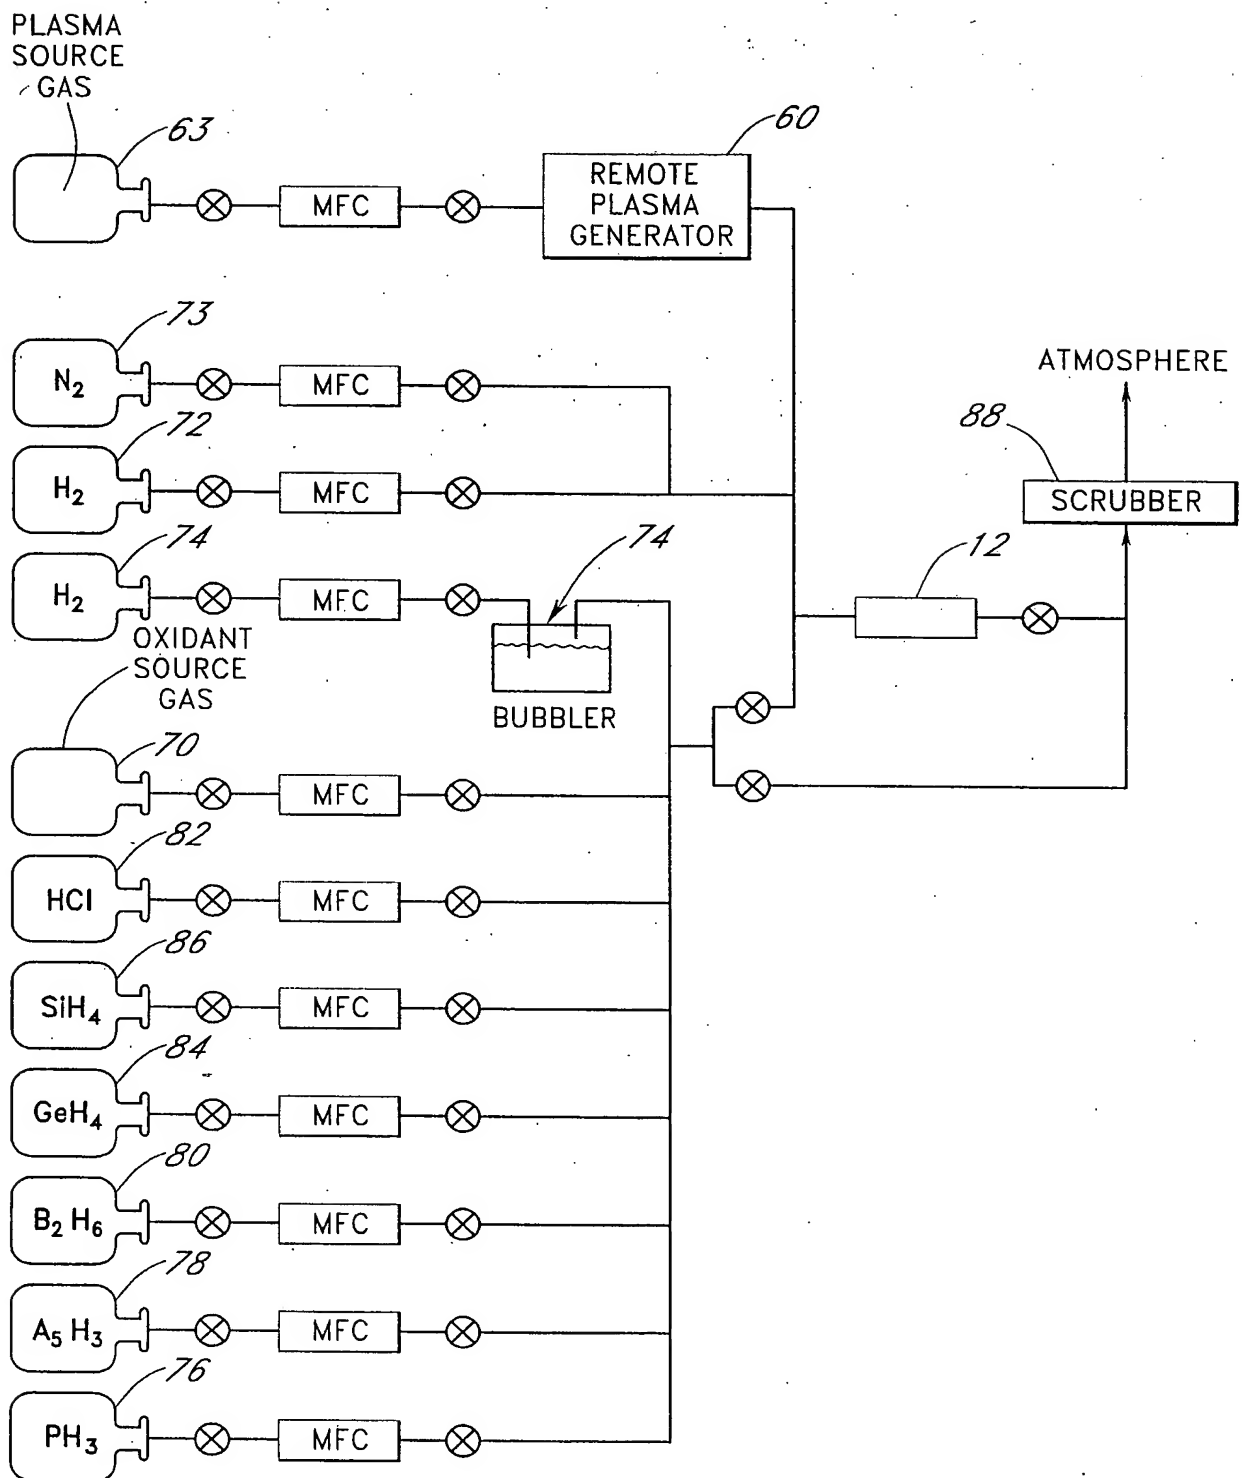 PLASMA
SOURCE
GAS
63
MFC
REMOTE
PLASMA
GENERATOR
60
73
N2
MFC
72
H2
MFC
74
H2
MFC
74
BUBBLER
ATMOSPHERE
88
SCRUBBER
12
OXIDANT
SOURCE
GAS
70
MFC
82
HCl
MFC
86
SiH4
MFC
84
GeH4
MFC
80
B2 H6
MFC
78
A5 H3
MFC
76
PH3
MFC